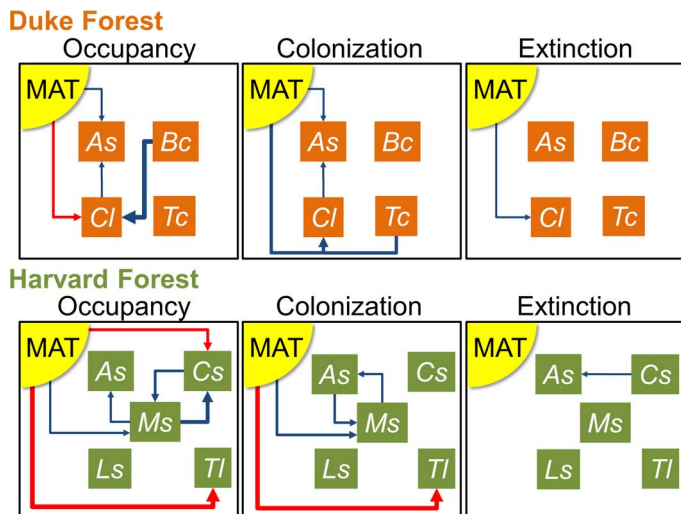 Duke Forest
Occupancy Colonization Extinction
MAT MAT MAT
As Bc As Bc As Bc
Cl Tc Cl Tc Cl Tc
Harvard Forest
Occupancy Colonization Extinction
MAT MAT MAT
As Cs As Cs As Cs
Ms Ms Ms
Ls Tl Ls Tl Ls Tl